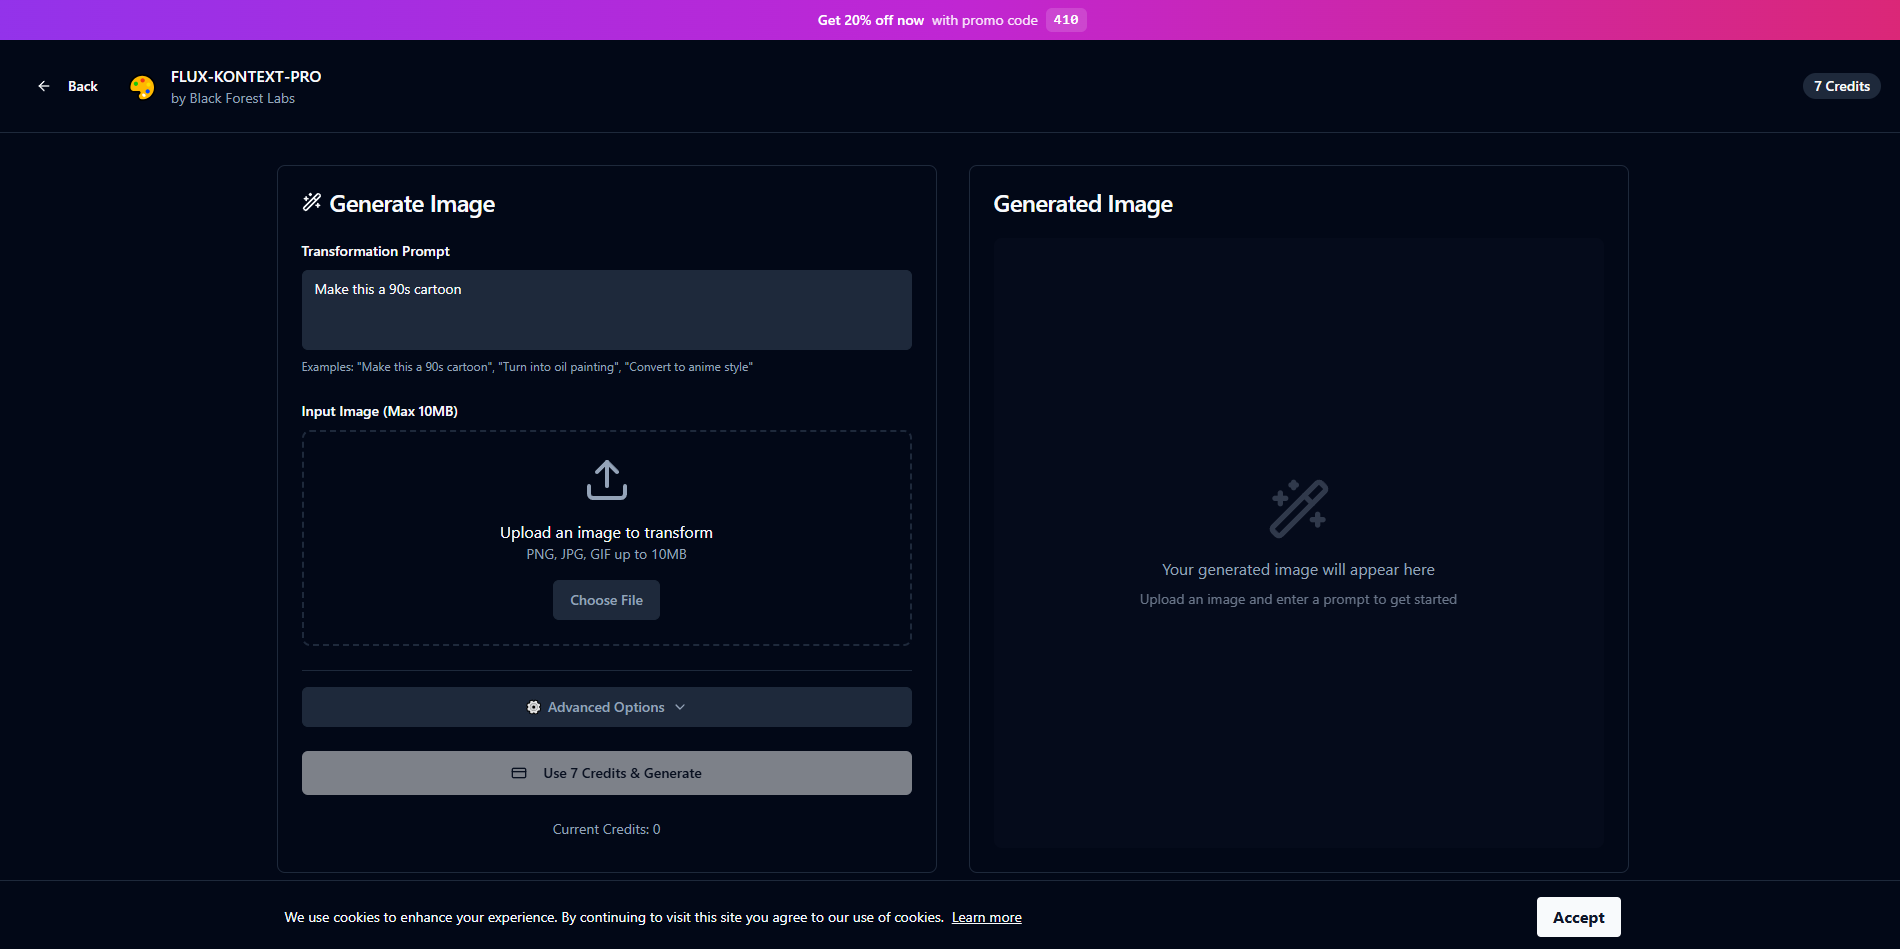 Get 20% off now with promo code 410
Back
FLUX-KONTEXT-PRO
by Black Forest Labs
7 Credits
Generate Image
Transformation Prompt
Make this a 90s cartoon
Examples: "Make this a 90s cartoon", "Turn into oil painting", "Convert to anime style"
Input Image (Max 10MB)
Upload an image to transform
PNG, JPG, GIF up to 10MB
Choose File
Advanced Options
Use 7 Credits & Generate
Current Credits: 0
Generated Image
Your generated image will appear here
Upload an image and enter a prompt to get started
We use cookies to enhance your experience. By continuing to visit this site you agree to our use of cookies. Learn more
Accept